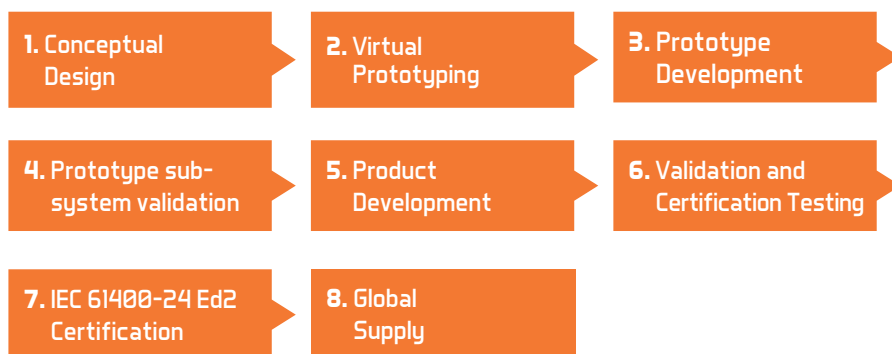 1. Conceptual
Design
2. Virtual
Prototyping
3. Prototype
Development
4. Prototype sub-
system validation
5. Product
Development
6. Validation and
Certification Testing
7. IEC 61400-24 Ed2
Certification
8. Global
Supply